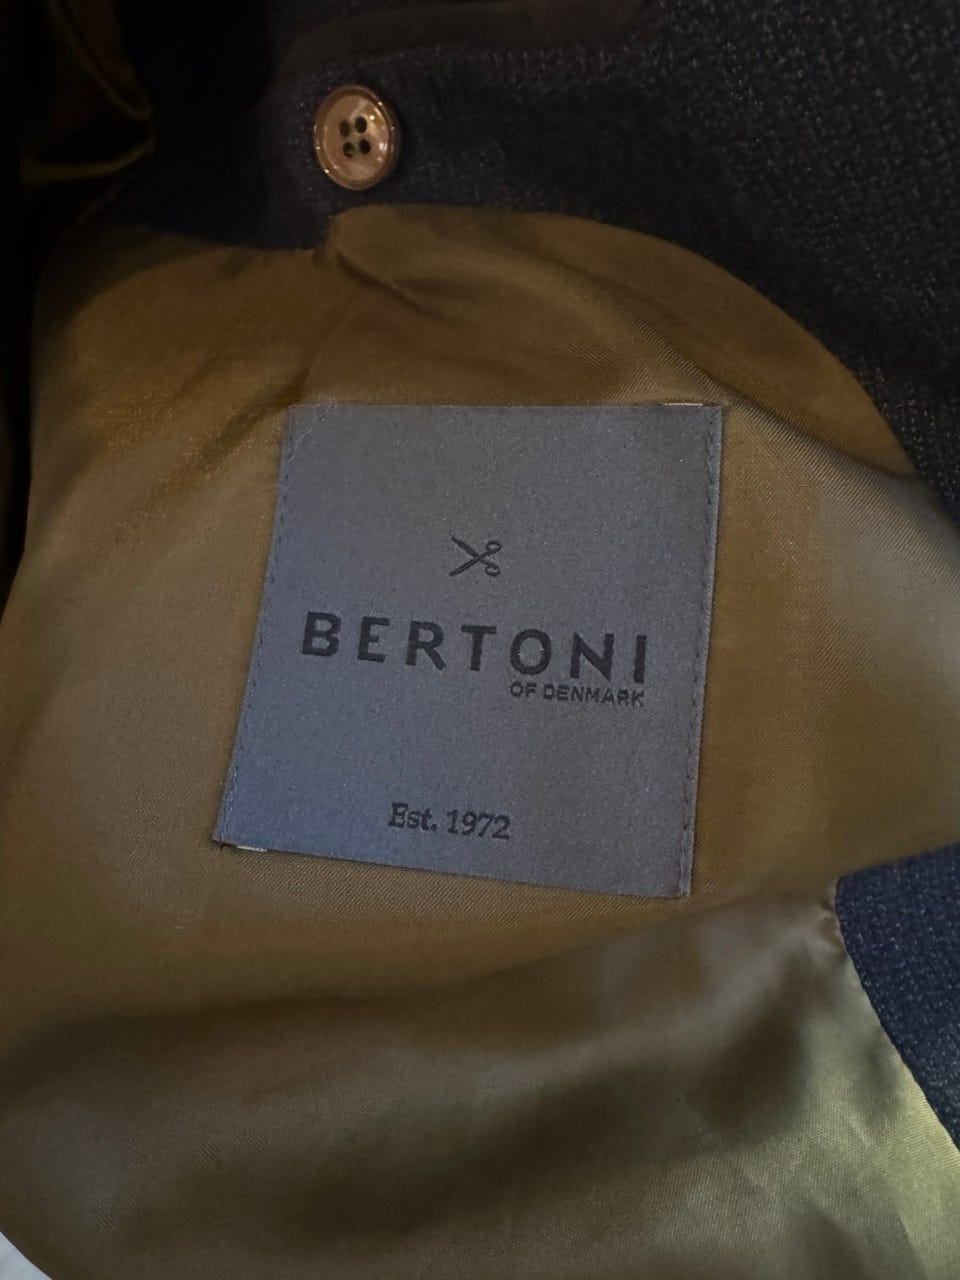 BERTONI
OF DENMARK
Est. 1972